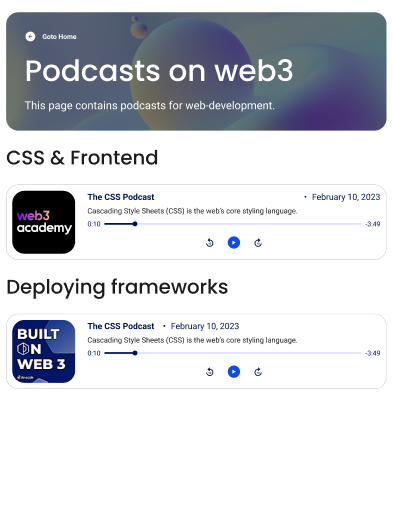 Goto Home
Podcasts on web3
This page contains podcasts for web-development.
CSS & Frontend
web3
academy
The CSS Podcast • February 10, 2023
Cascading Style Sheets (CSS) is the web's core styling language.
0:10 -3:49
Deploying frameworks
BUILT
ON
WEB 3
The CSS Podcast • February 10, 2023
Cascading Style Sheets (CSS) is the web's core styling language.
0:10 -3:49